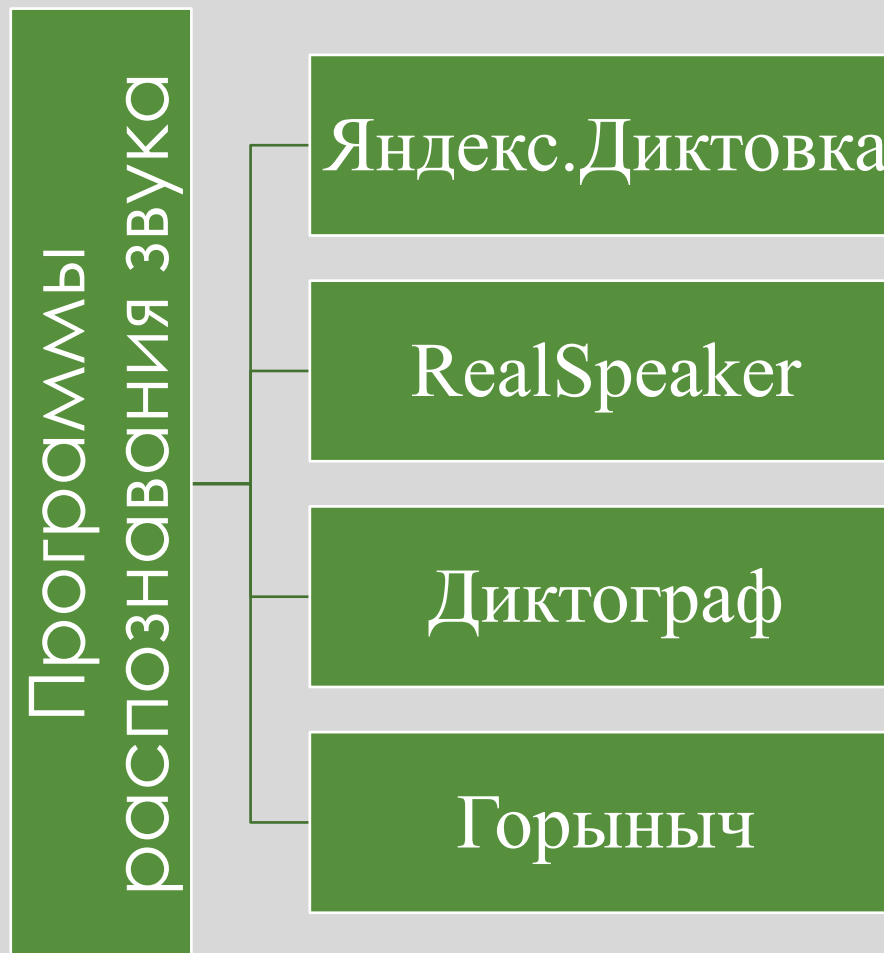 Программы
распознавания звука
Яндекс.Диктовка
RealSpeaker
Диктограф
Горыныч